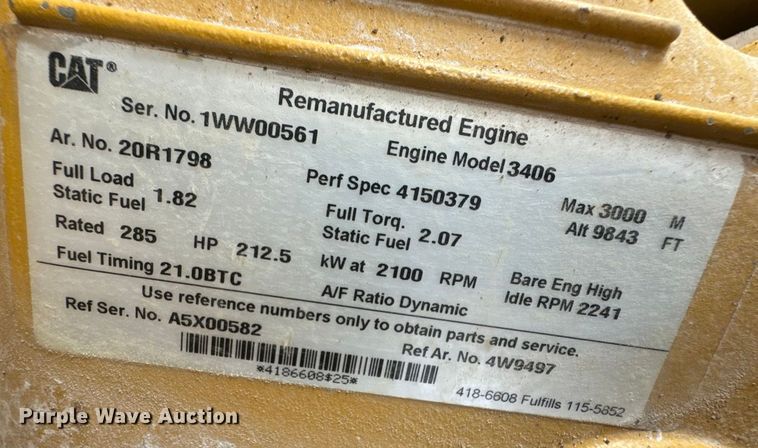 CAT®
Remanufactured Engine
Ser. No. 1WW00561
Engine Model 3406
Ar. No. 20R1798
Perf Spec 4150379
Max 3000 M
Alt 9843 FT
Full Load
Static Fuel 1.82
Full Torq.
Static Fuel 2.07
Rated 285 HP 212.5 kW at 2100 RPM
Bare Eng High
Idle RPM 2241
Fuel Timing 21.0BTC
A/F Ratio Dynamic
Use reference numbers only to obtain parts and service.
Ref Ser. No. A5X00582
Ref Ar. No. 4W9497
*4186608$25*
418-6608 Fulfills 115-5852
Purple Wave Auction